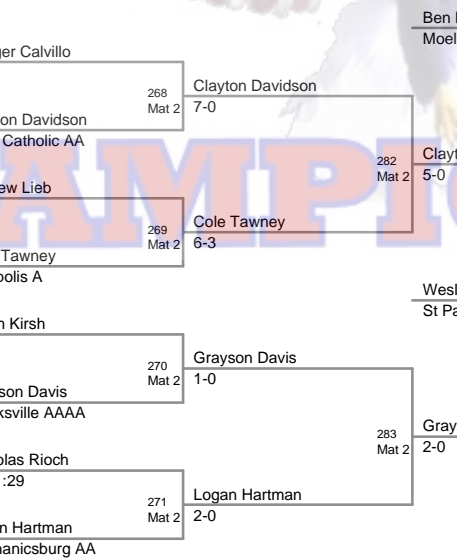 Ben
Moel
ger Calvillo
268
Mat 2
Clayton Davidson
7-0
on Davidson
Catholic AA
282
Mat 2
Clayt
5-0
ew Lieb
269
Mat 2
Cole Tawney
6-3
Tawney
polis A
AMPI
Wesl
St Pa
n Kirsh
270
Mat 2
Grayson Davis
1-0
son Davis
ksville AAAA
283
Mat 2
Gray
2-0
olas Rioch
:29
271
Mat 2
Logan Hartman
2-0
n Hartman
hanicsburg AA